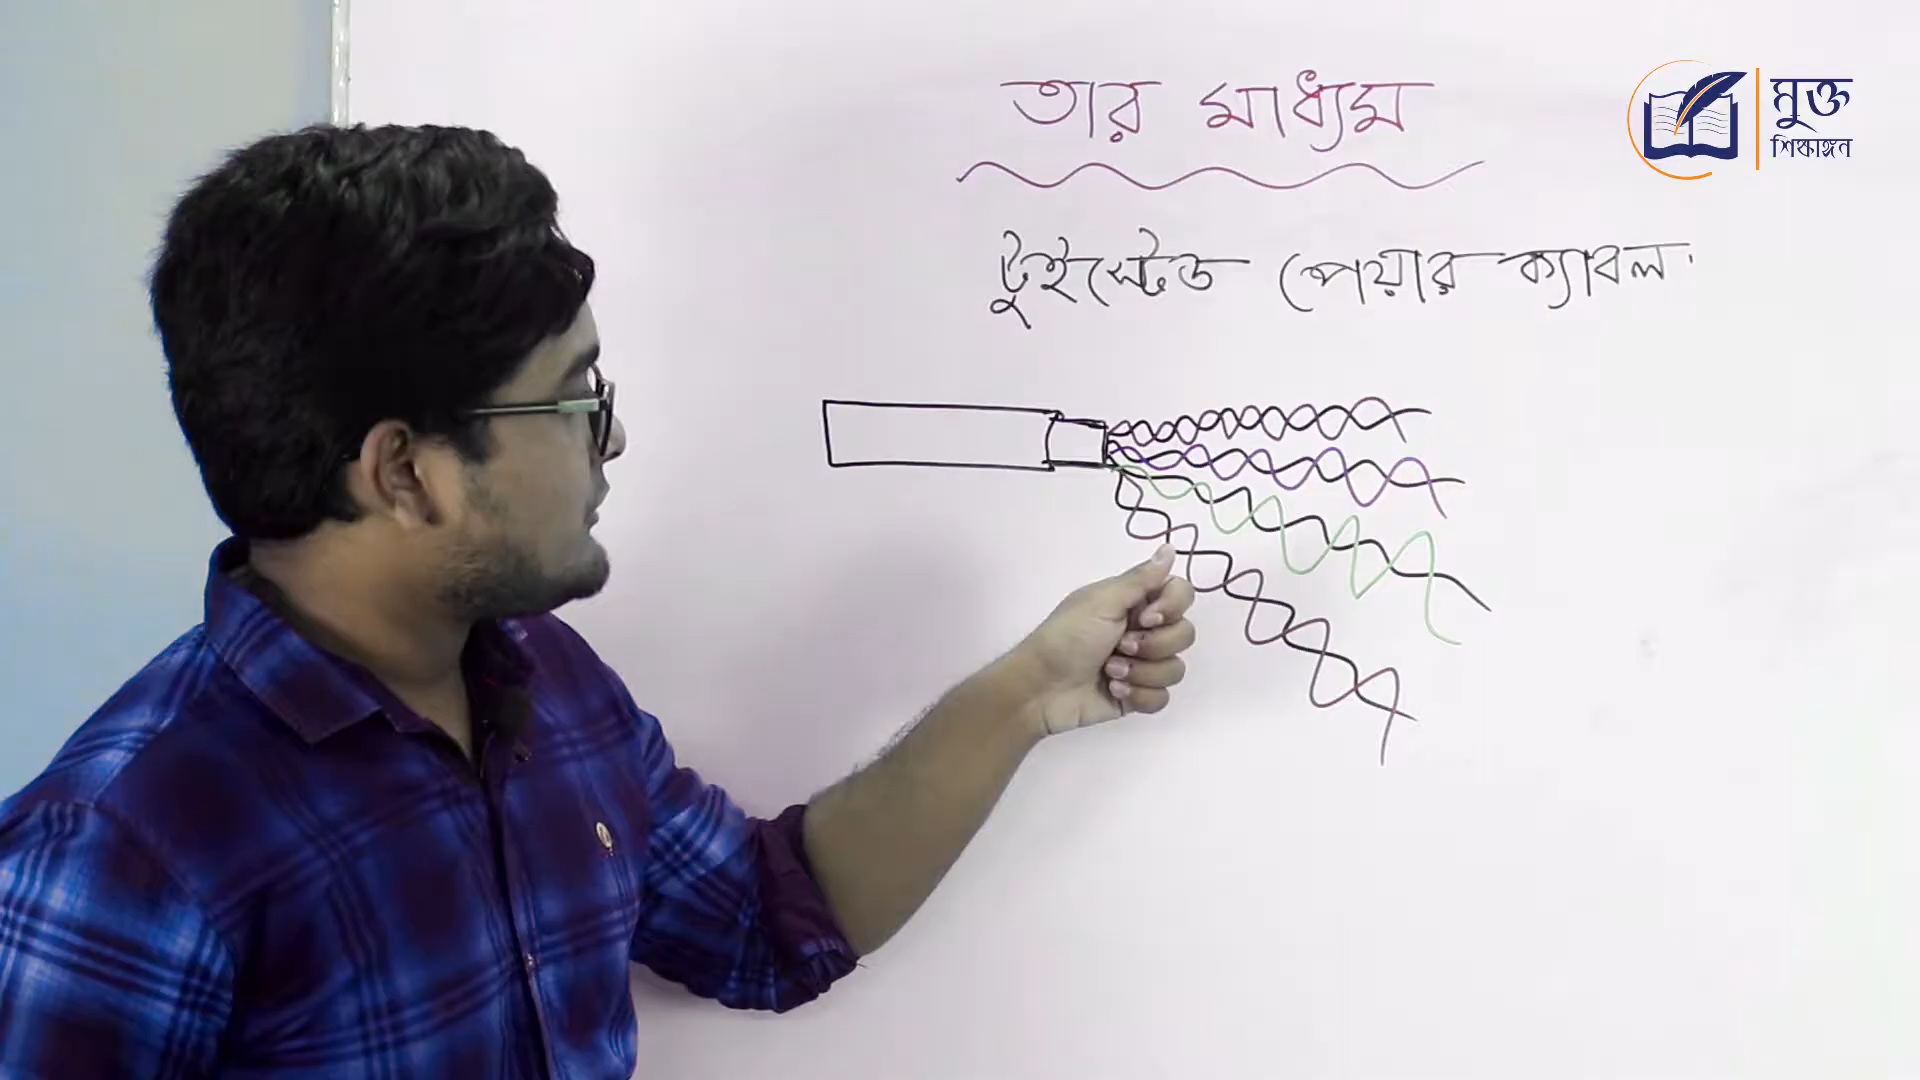 তার মাধ্যম
টুইস্টেড পেয়ার ক্যাবল
মুক্ত
শিক্ষাঙ্গন